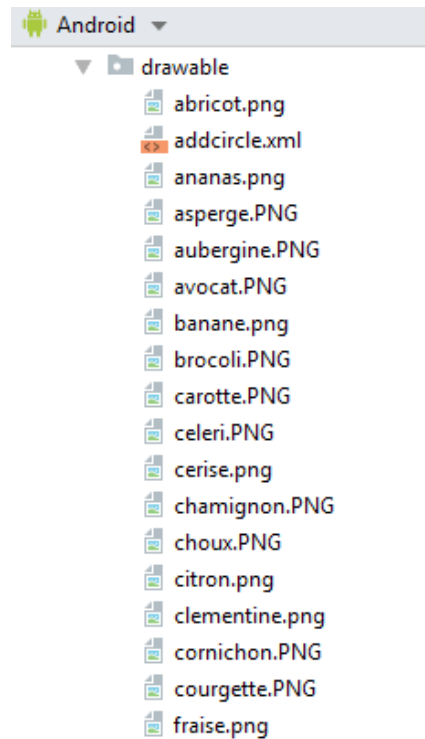 Android
drawable
abricot.png
addcircle.xml
ananas.png
asperge.PNG
aubergine.PNG
avocat.PNG
banane.png
brocoli.PNG
carotte.PNG
celeri.PNG
cerise.png
chamignon.PNG
choux.PNG
citron.png
clementine.png
cornichon.PNG
courgette.PNG
fraise.png